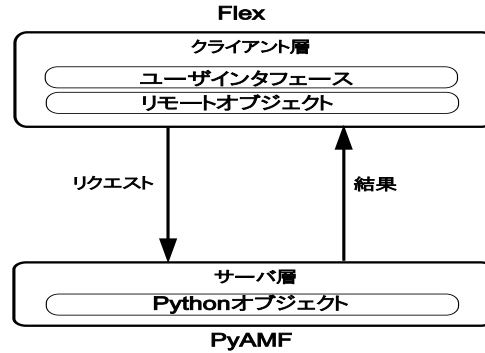 Flex
クライアント層
ユーザインタフェース
リモートオブジェクト
リクエスト
結果
サーバ層
Pythonオブジェクト
PyAMF